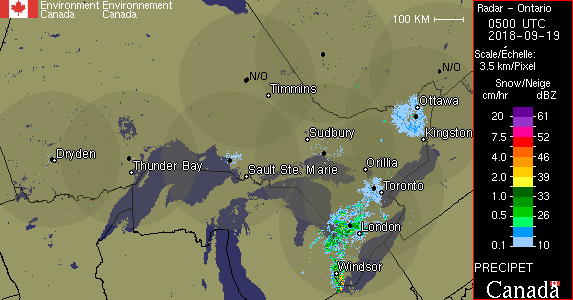 Environment Environnement
Canada Canada
100 KM
N/O
N/O
Timmins
Ottawa
Sudbury
Kingston
Dryden
Thunder Bay
Sault Ste. Marie
Orillia
Toronto
London
Windsor
Radar - Ontario
0500 UTC
2018-09-19
Scale/Échelle:
3.5 km/Pixel
Snow/Neige
cm/hr dBZ
20 61
7.5 52
4.0 46
2.0 39
1.0 33
0.5 26
0.1 10
PRECIPET
Canada